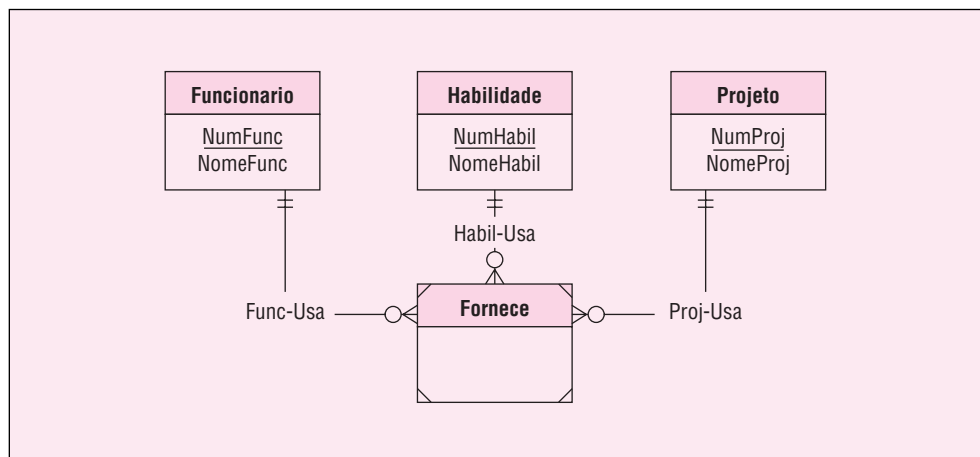 Funcionario
NumFunc
NomeFunc
Habilidade
NumHabil
NomeHabil
Projeto
NumProj
NomeProj
Habil-Usa
Func-Usa
Fornece
Proj-Usa